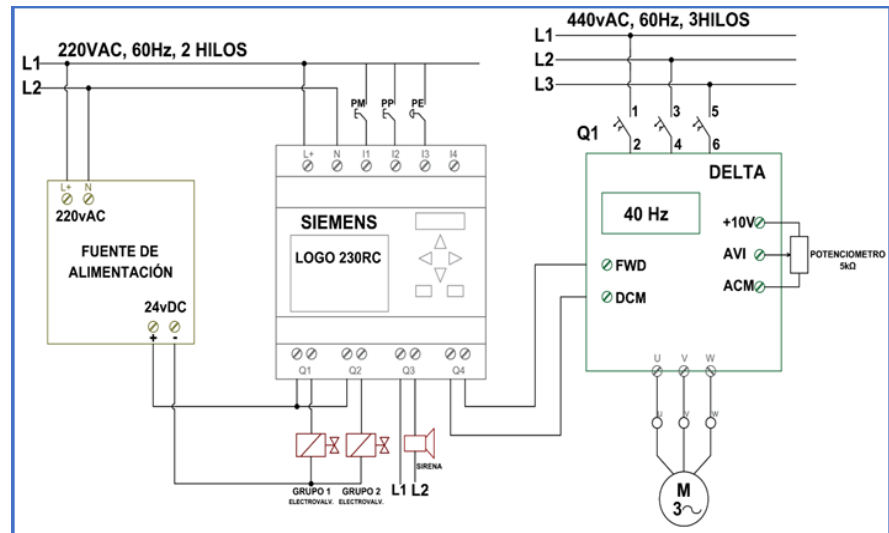 220VAC, 60Hz, 2 HILOS
L1
L2
440vAC, 60Hz, 3HILOS
L1
L2
L3
PM
PP
PE
1
3
5
Q1
2
4
6
L+
N
I1
I2
I3
I4
L+
N
220vAC
FUENTE DE
ALIMENTACIÓN
24vDC
+
-
SIEMENS
LOGO 230RC
Q1
Q2
Q3
Q4
DELTA
40 Hz
+10V
AVI
ACM
FWD
DCM
POTENCIOMETRO
5kΩ
U
V
W
u
v
w
M
3~
SIRENA
GRUPO 1
ELECTROVALV.
GRUPO 2
ELECTROVALV.
L1
L2